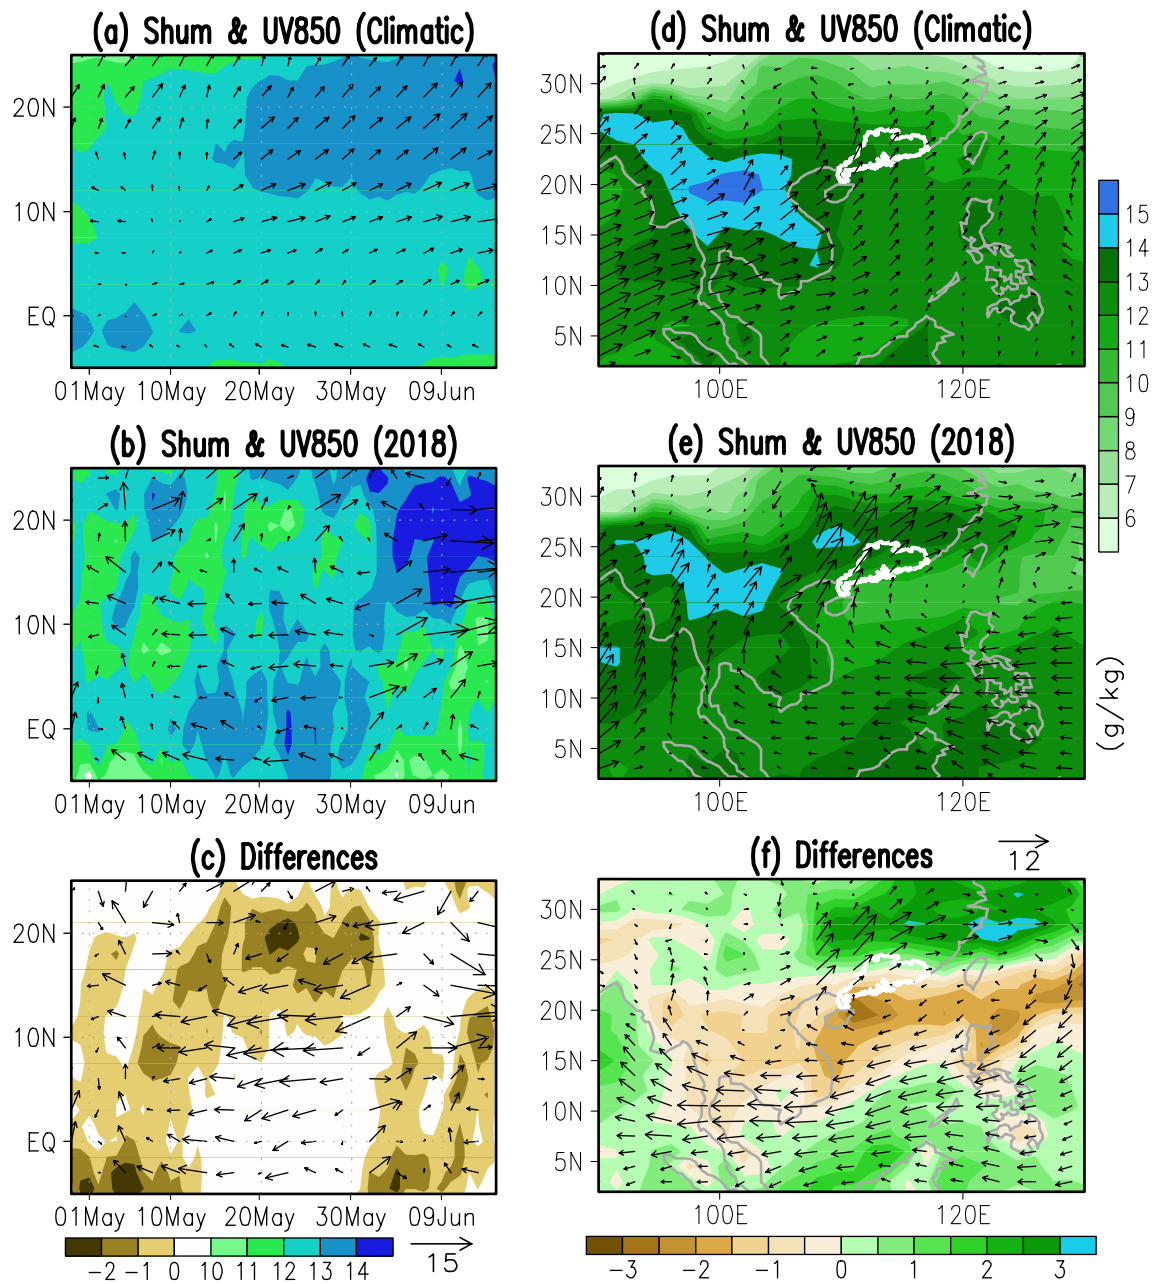 (a) Shum & UV850 (Climatic)
20N
10N
EQ
01May 10May 20May 30May 09Jun
(d) Shum & UV850 (Climatic)
30N
25N
20N
15N
10N
5N
100E 120E
15
14
13
12
11
10
9
8
7
6
(g/kg)
(b) Shum & UV850 (2018)
20N
10N
EQ
01May 10May 20May 30May 09Jun
(e) Shum & UV850 (2018)
30N
25N
20N
15N
10N
5N
100E 120E
(c) Differences
20N
10N
EQ
01May 10May 20May 30May 09Jun
-2 -1 0 10 11 12 13 14
15
(f) Differences
12
30N
25N
20N
15N
10N
5N
100E 120E
-3 -2 -1 0 1 2 3